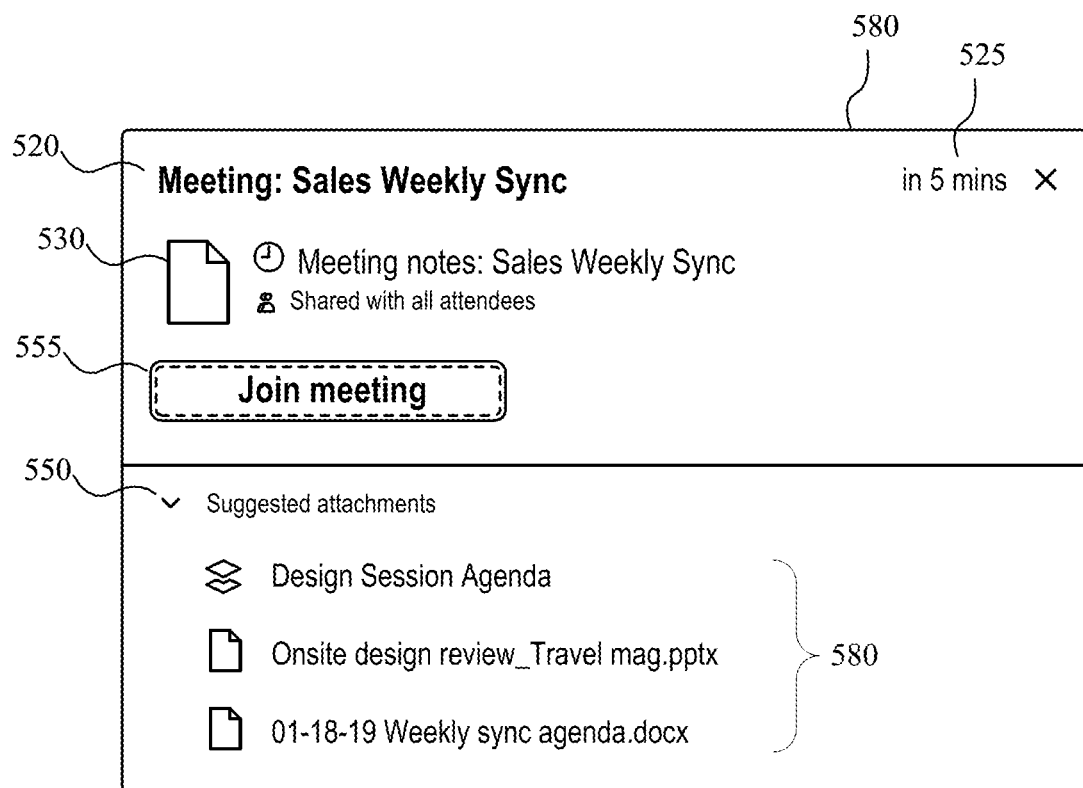 580
525
520
Meeting: Sales Weekly Sync in 5 mins
530
Meeting notes: Sales Weekly Sync
Shared with all attendees
555
Join meeting
550
Suggested attachments
Design Session Agenda
Onsite design review_Travel mag.pptx
580
01-18-19 Weekly sync agenda.docx